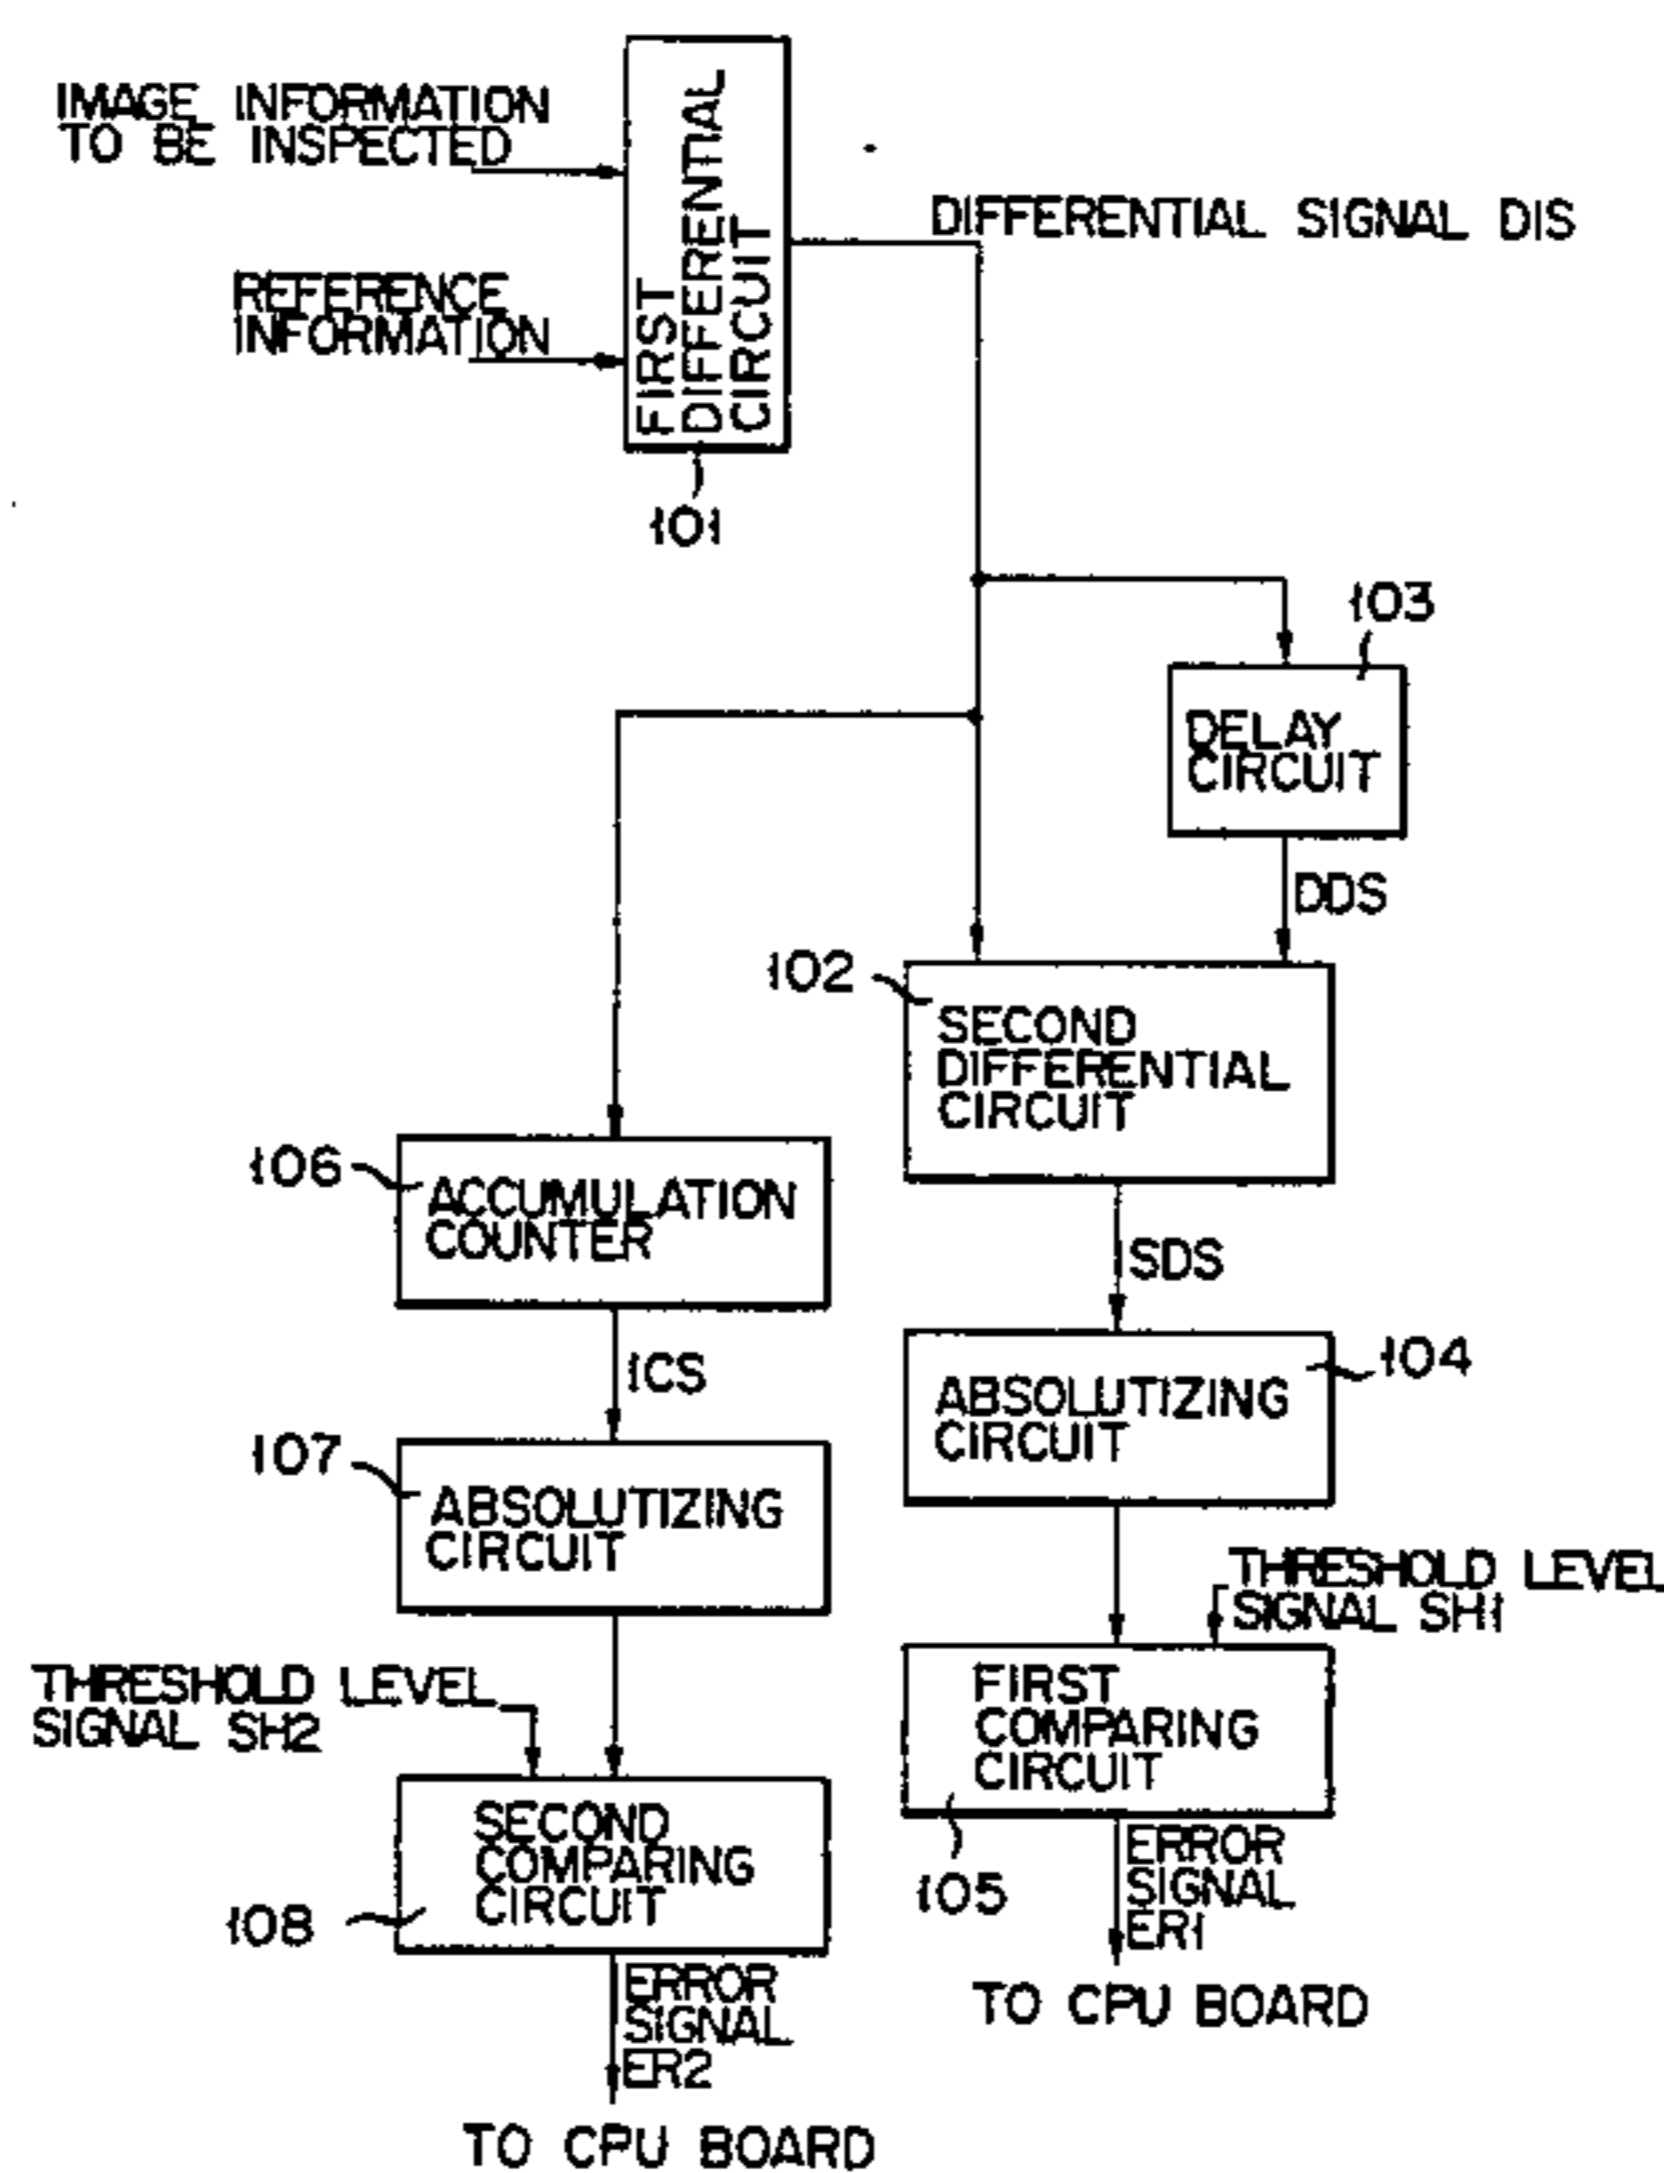 IMAGE INFORMATION
TO BE INSPECTED
REFERENCE
INFORMATION
FIRST
DIFFERENTIAL
CIRCUIT
101
DIFFERENTIAL SIGNAL DIS
103
DELAY
CIRCUIT
DDS
102
SECOND
DIFFERENTIAL
CIRCUIT
106
ACCUMULATION
COUNTER
SDS
ICS
104
ABSOLUTIZING
CIRCUIT
107
ABSOLUTIZING
CIRCUIT
THRESHOLD LEVEL
SIGNAL SH1
THRESHOLD LEVEL
SIGNAL SH2
FIRST
COMPARING
CIRCUIT
105
SECOND
COMPARING
CIRCUIT
108
ERROR
SIGNAL
ER1
TO CPU BOARD
ERROR
SIGNAL
ER2
TO CPU BOARD